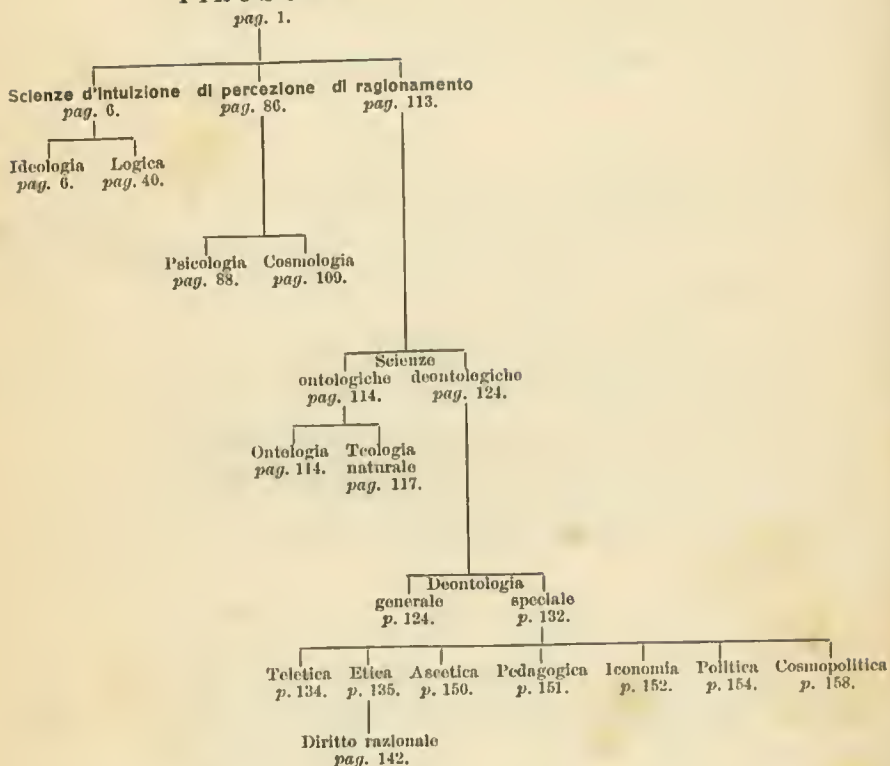 pag. 1.
Scienze d'intuizione di percezione di ragionamento
pag. 6. pag. 86. pag. 113.
Ideologia Logica
pag. 6. pag. 40.
Psicologia Cosmologia
pag. 88. pag. 109.
Scienze
ontologiche deontologiche
pag. 114. pag. 124.
Ontologia Teologia
pag. 114. naturale
pag. 117.
Deontologia
generale speciale
p. 124. p. 132.
Teletica Etica Ascetica Pedagogica Iconomia Politica Cosmopolitica
p. 134. p. 135. p. 150. p. 151. p. 152. p. 154. p. 158.
Diritto razionale
pag. 142.